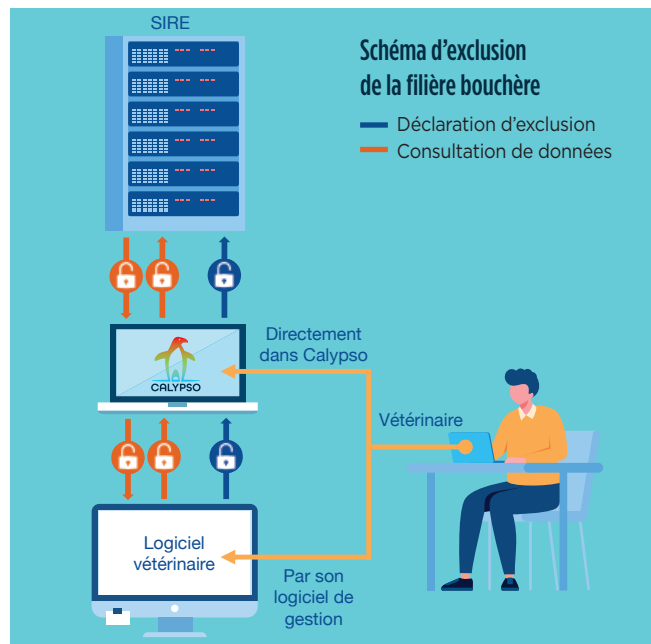 SIRE
Schéma d'exclusion
de la filière bouchère
Déclaration d'exclusion
Consultation de données
Directement
dans Calypso
CALYPSO
Vétérinaire
Logiciel
vétérinaire
Par son
logiciel de
gestion